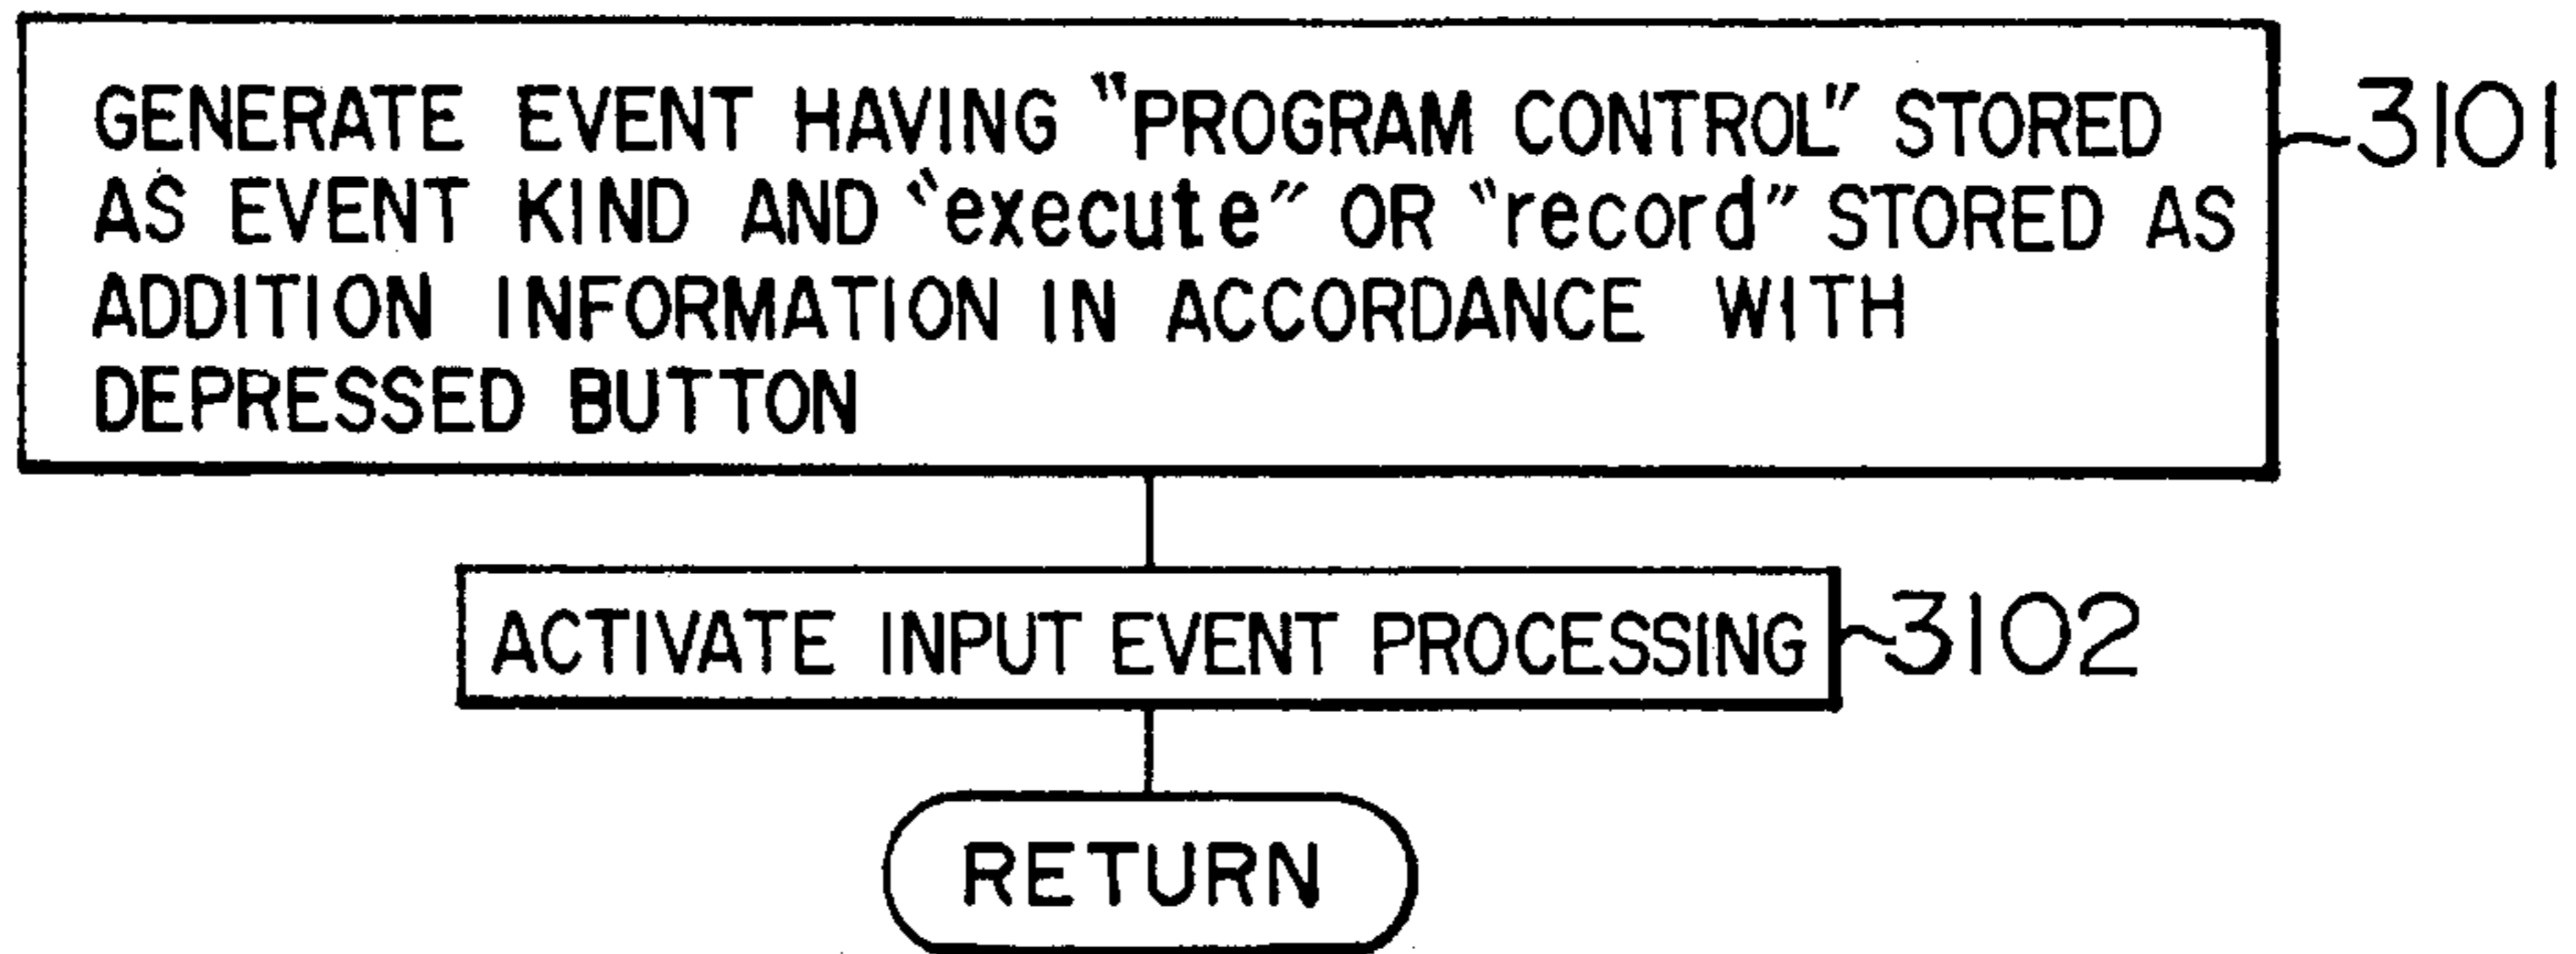 GENERATE EVENT HAVING "PROGRAM CONTROL" STORED
AS EVENT KIND AND "execute" OR "record" STORED AS
ADDITION INFORMATION IN ACCORDANCE WITH
DEPRESSED BUTTON
3101
ACTIVATE INPUT EVENT PROCESSING
3102
RETURN